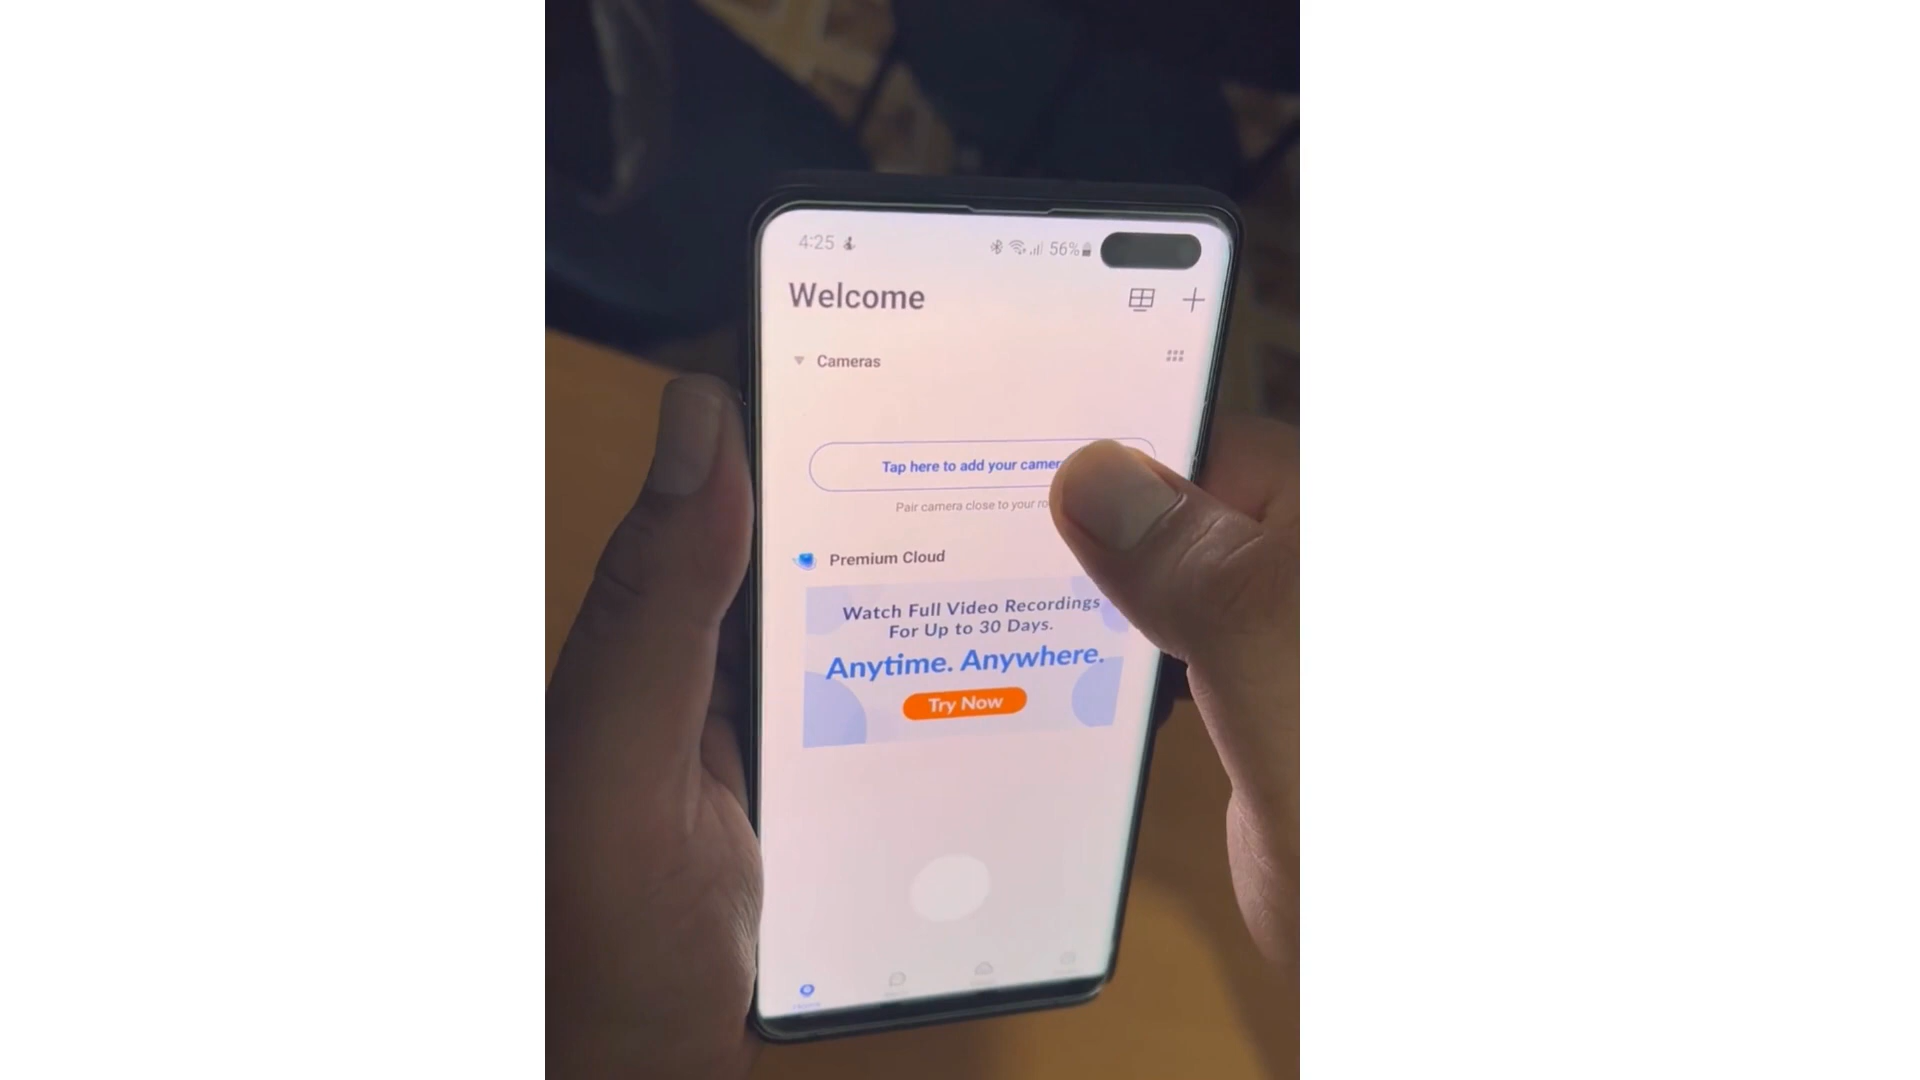 4:25
56%
Welcome
Cameras
Tap here to add your camer
Pair camera close to your ro
Premium Cloud
Watch Full Video Recordings
For Up to 30 Days.
Anytime. Anywhere.
Try Now